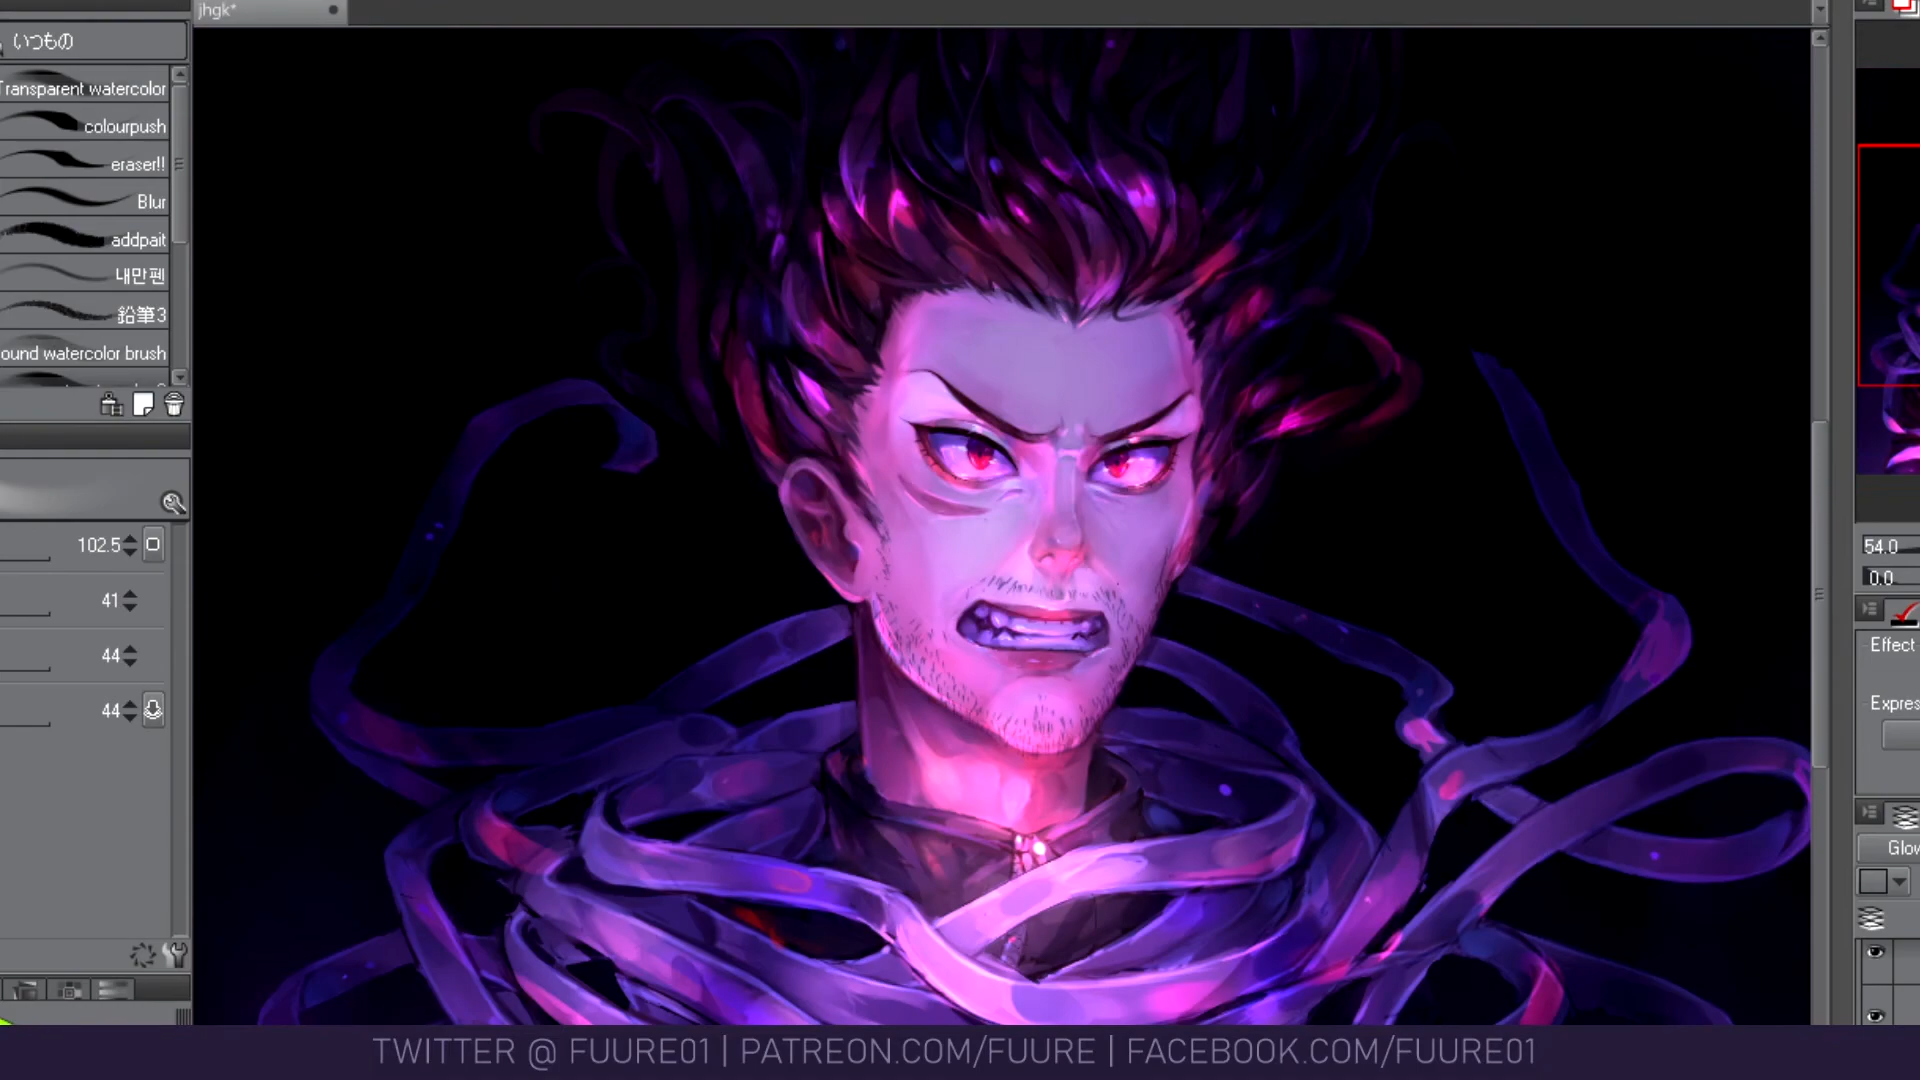 jhgk*
いつもの
Transparent watercolor
colourpush
eraser!!
Blur
addpait
내만펜
鉛筆3
ound watercolor brush
102.5
41
44
44
54.0
0.0
Effect
Expres
Glow
TWITTER @ FUURE01 | PATREON.COM/FUURE | FACEBOOK.COM/FUURE01